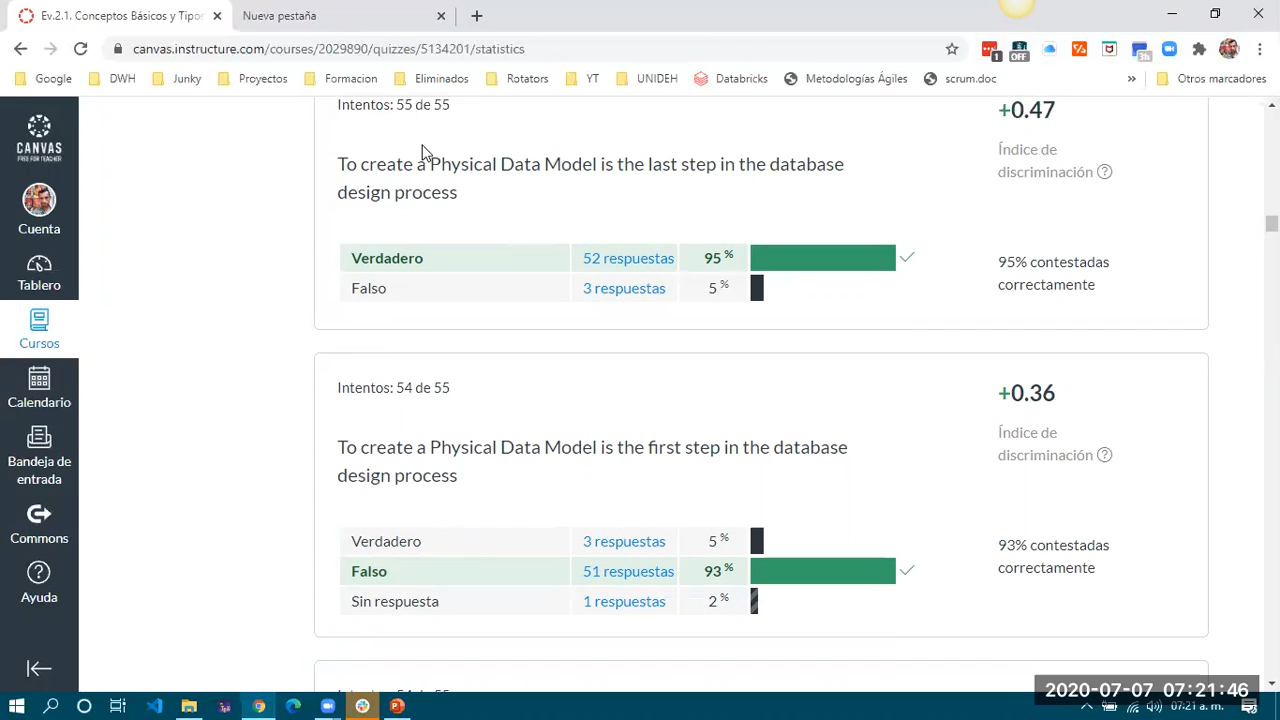 Ev.2.1. Conceptos Básicos y Tipo
Nueva pestaña
canvas.instructure.com/courses/2029890/quizzes/5134201/statistics
1
OFF
3h
Google
DWH
Junky
Proyectos
Formacion
Eliminados
Rotators
YT
UNIDEH
Databricks
Metodologías Ágiles
scrum.doc
»
Otros marcadores
CANVAS
FREE FOR TEACHER
Cuenta
Tablero
Cursos
Calendario
Bandeja de
entrada
Commons
Ayuda
Intentos: 55 de 55
+0.47
Índice de
discriminación ?
To create a Physical Data Model is the last step in the database
design process
Verdadero 52 respuestas 95 %
Falso 3 respuestas 5 %
95% contestadas
correctamente
Intentos: 54 de 55
+0.36
Índice de
discriminación ?
To create a Physical Data Model is the first step in the database
design process
Verdadero 3 respuestas 5 %
Falso 51 respuestas 93 %
Sin respuesta 1 respuestas 2 %
93% contestadas
correctamente
2020-07-07 07:21:46
07:21 a. m.